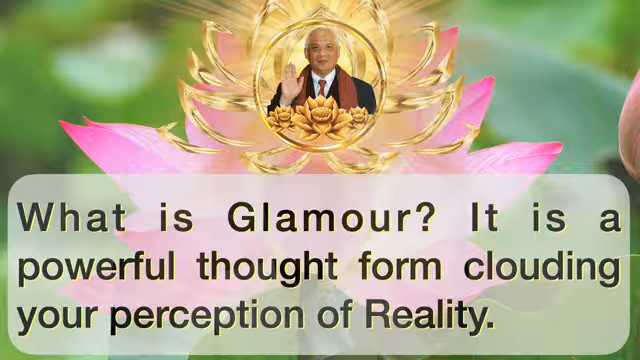 What is Glamour? It is a
powerful thought form clouding
your perception of Reality.